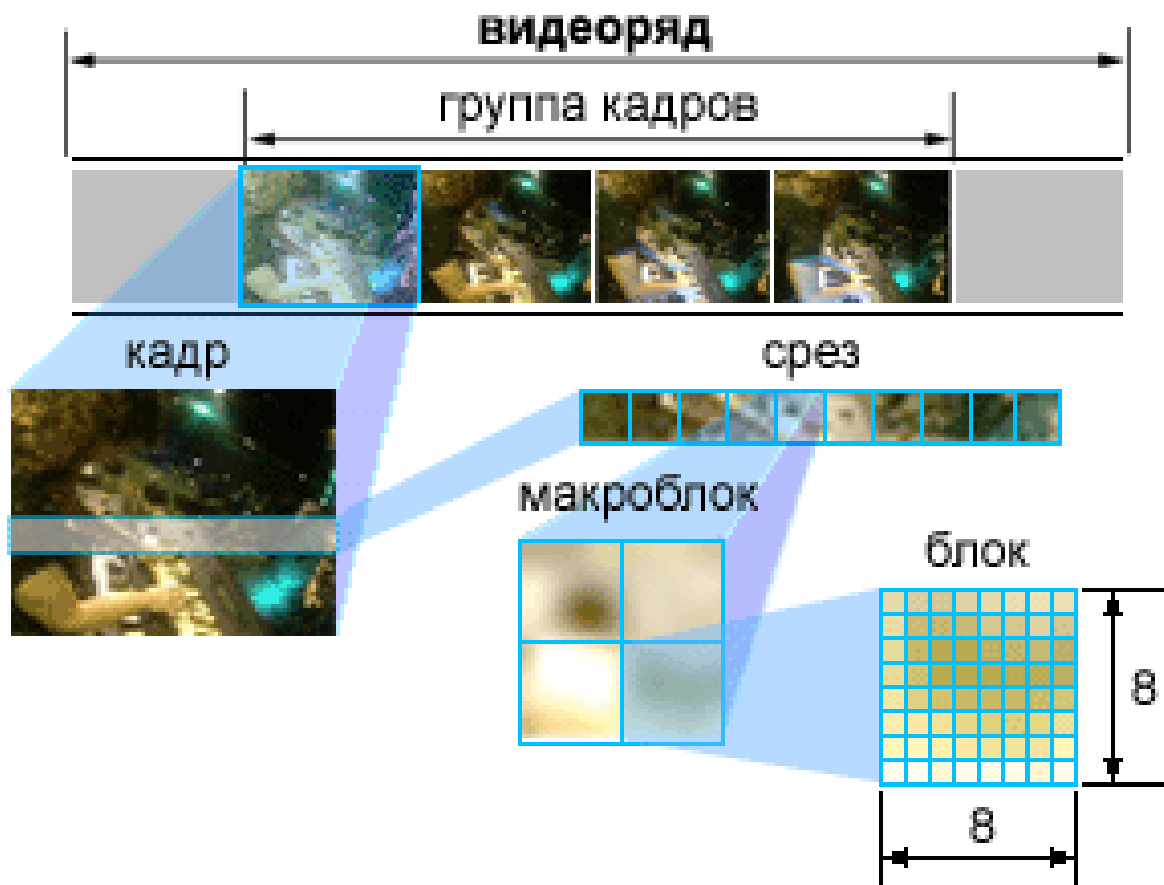 видеоряд
группа кадров
кадр
срез
макроблок
блок
8
8